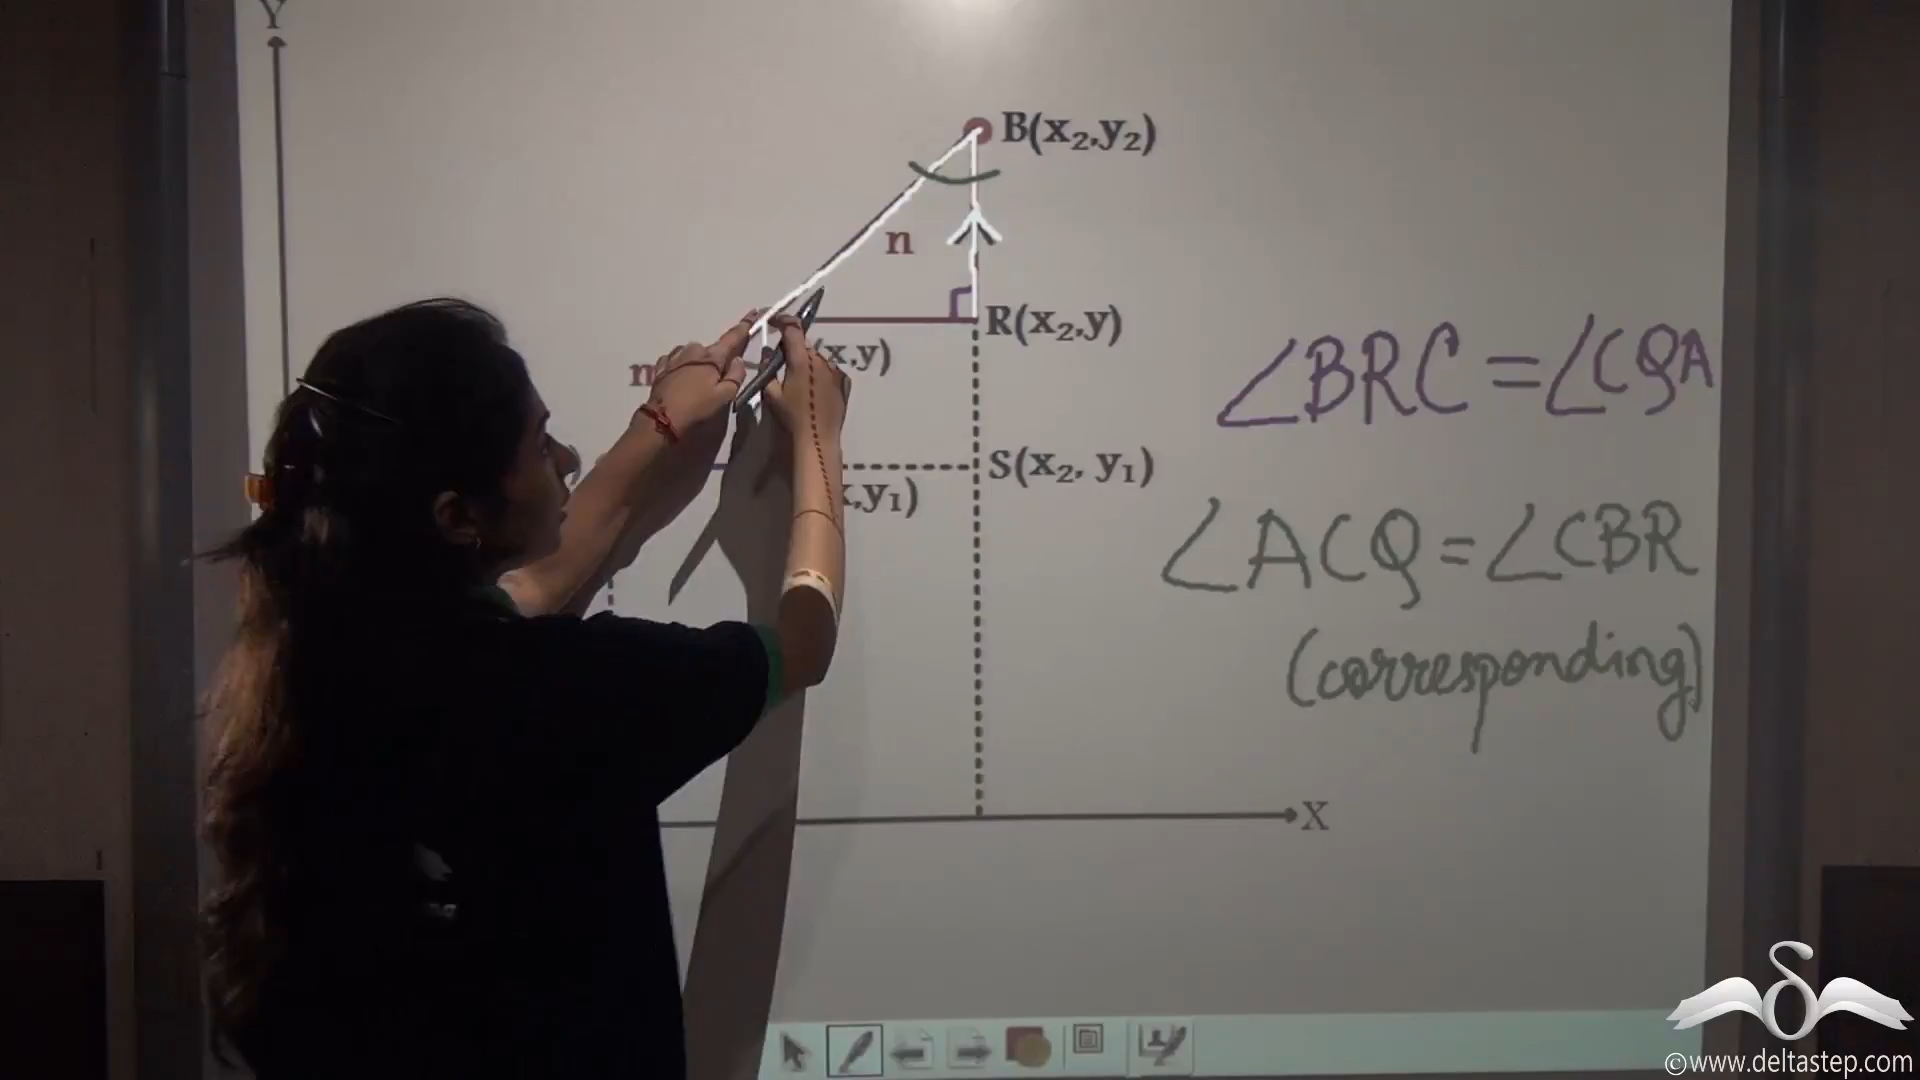 Y
B(x₂,y₂)
n
R(x₂,y)
(x,y)
∠BRC = ∠CQA
S(x₂, y₁)
,y₁)
∠ACQ = ∠CBR
(corresponding)
X
©www.deltastep.com